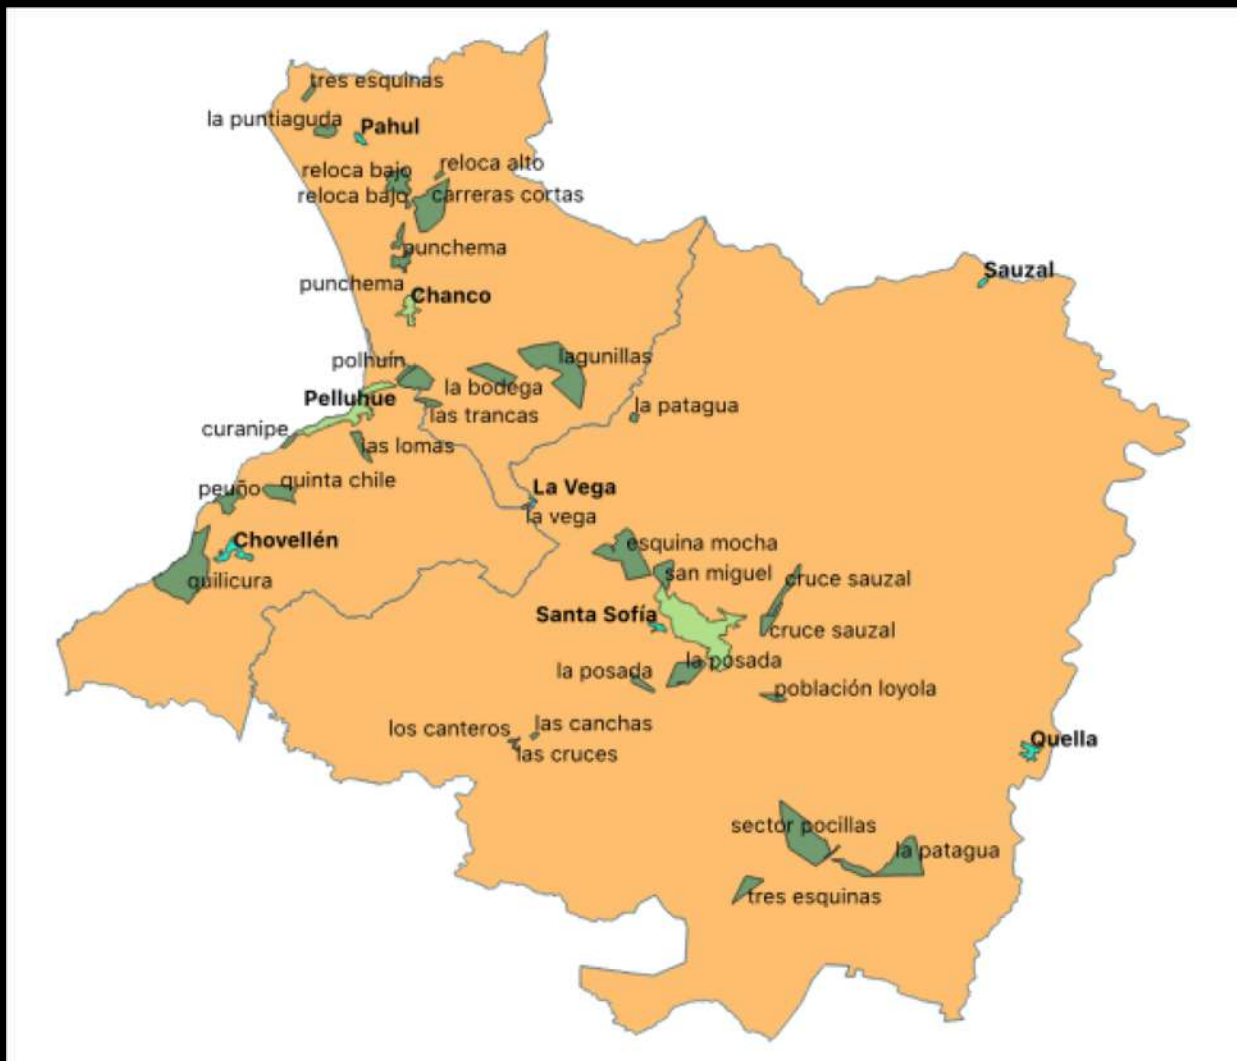 tres esquinas
la puntiaguda
Pahul
reloca alto
reloca bajo
reloca bajo
carreras cortas
punchema
Sauzal
punchema
Chanco
lagunillas
polhuín
la bodega
Pelluhue
la patagua
las trancas
curanipe
las lomas
quinta chile
peuño
La Vega
la vega
Chovellén
esquina mocha
san miguel
cruce sauzal
quilicura
Santa Sofía
cruce sauzal
la posada
la posada
población loyola
las canchas
los canteros
Quella
las cruces
sector pocillas
la patagua
tres esquinas